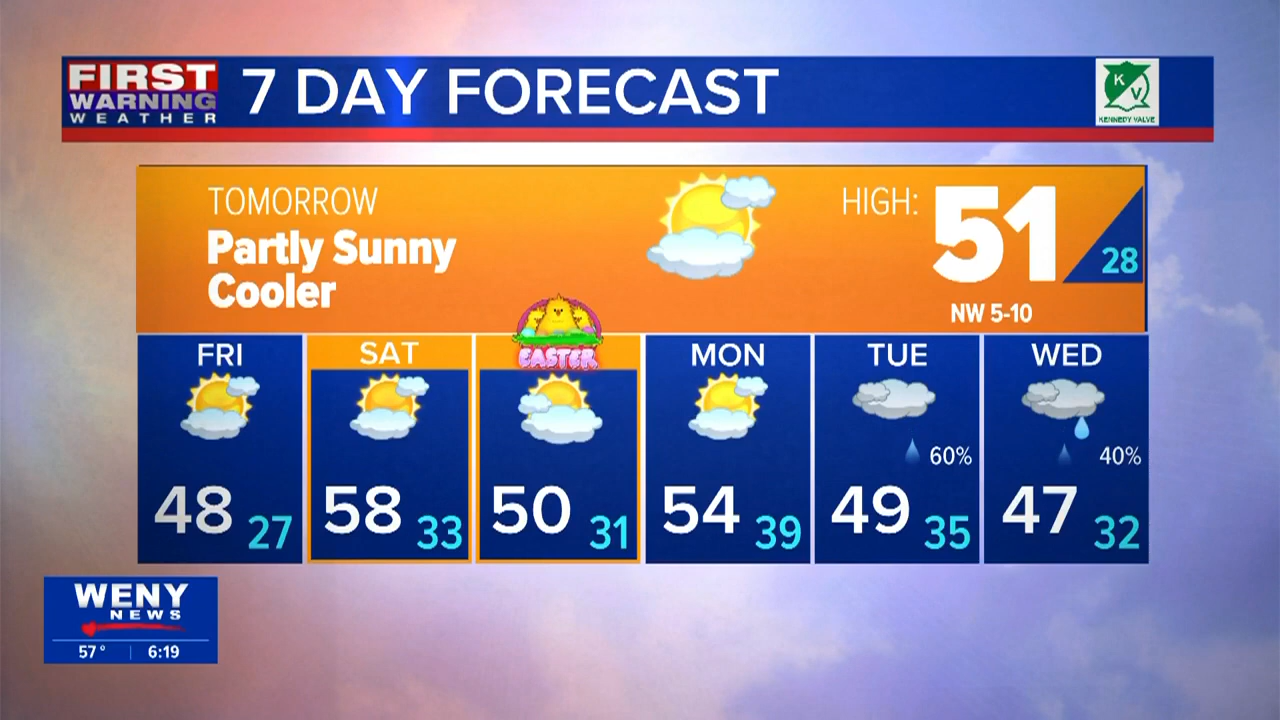 FIRST
WARNING
WEATHER
7 DAY FORECAST
K
V
KENNEDY VALVE
TOMORROW
Partly Sunny
Cooler
HIGH:
51
28
NW 5-10
FRI
48 27
SAT
58 33
EASTER
50 31
MON
54 39
TUE
60%
49 35
WED
40%
47 32
WENY
NEWS
57° | 6:19